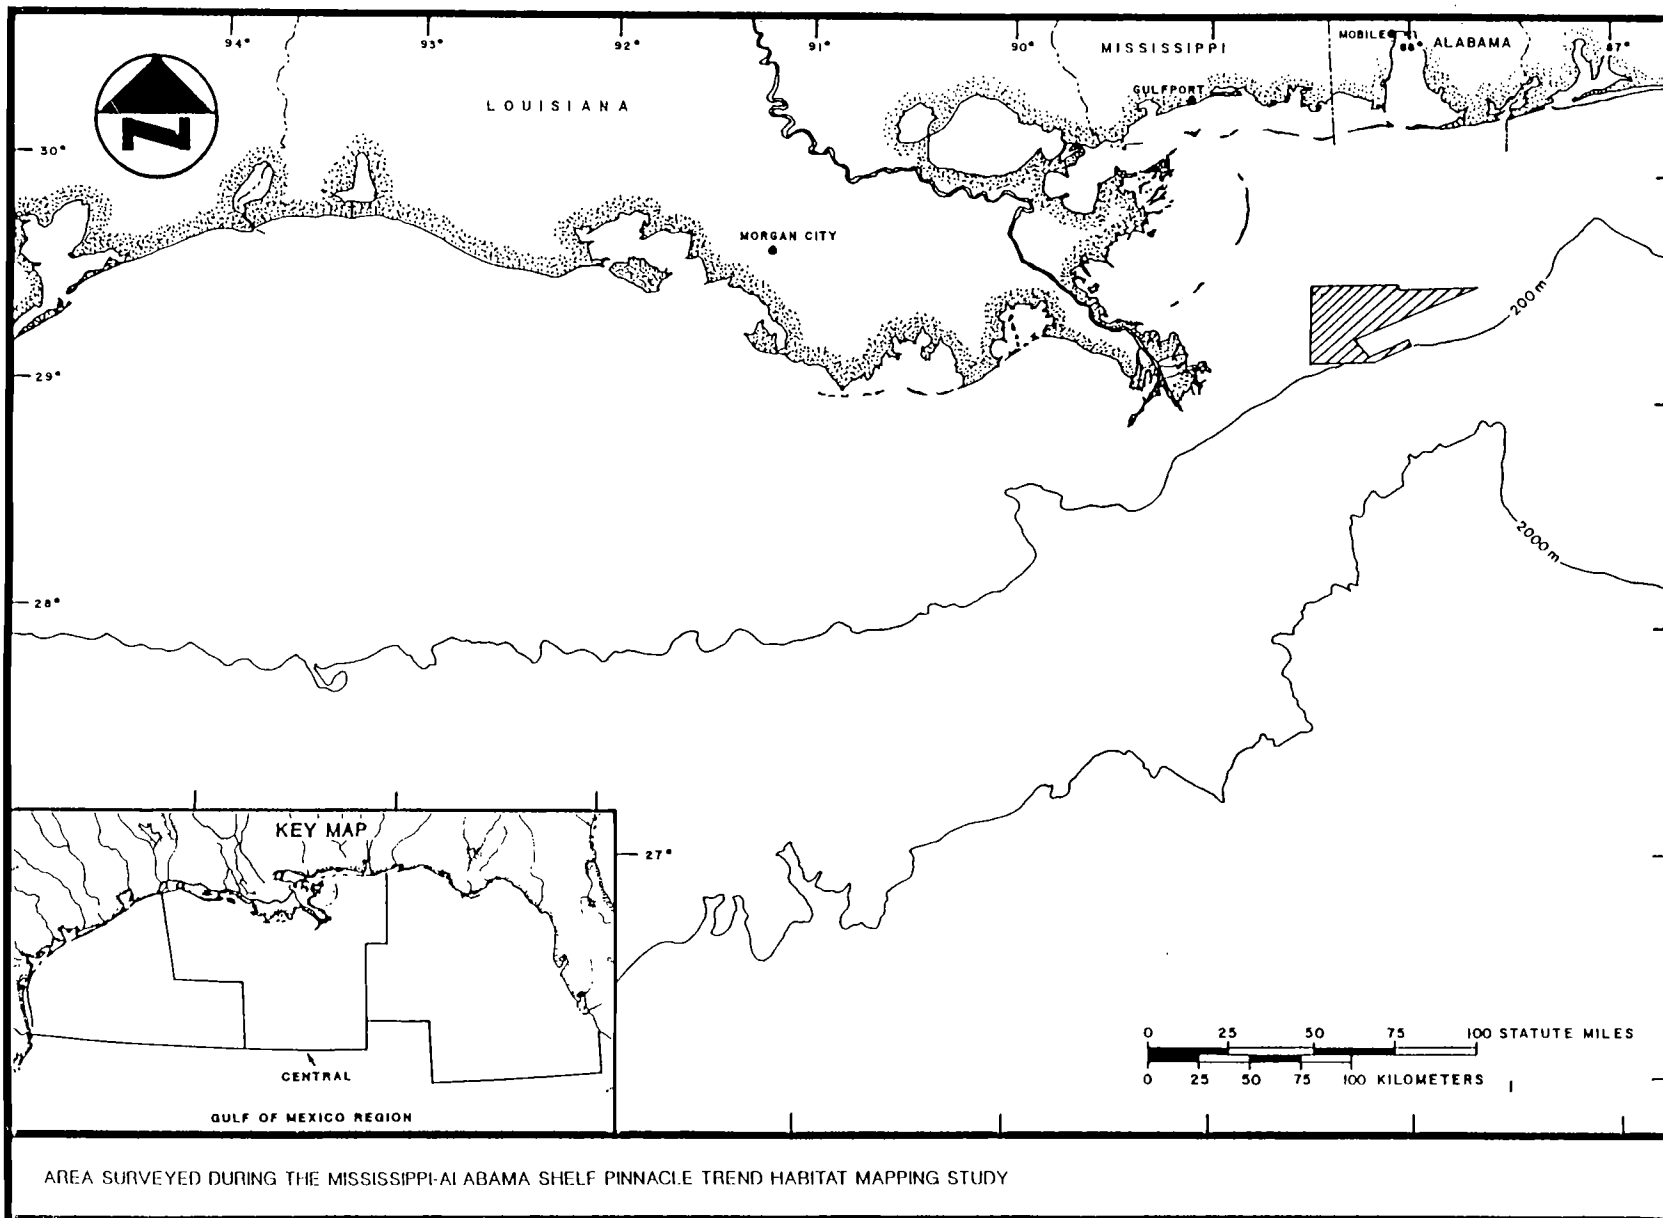 94° 93° 92° 91° 90° 88° 87°
MISSISSIPPI
MOBILE
ALABAMA
LOUISIANA
GULFPORT
N
30°
MORGAN CITY
200 m
29°
2000 m
28°
KEY MAP
27°
CENTRAL
GULF OF MEXICO REGION
0 25 50 75 100 STATUTE MILES
0 25 50 75 100 KILOMETERS
AREA SURVEYED DURING THE MISSISSIPPI-ALABAMA SHELF PINNACLE TREND HABITAT MAPPING STUDY